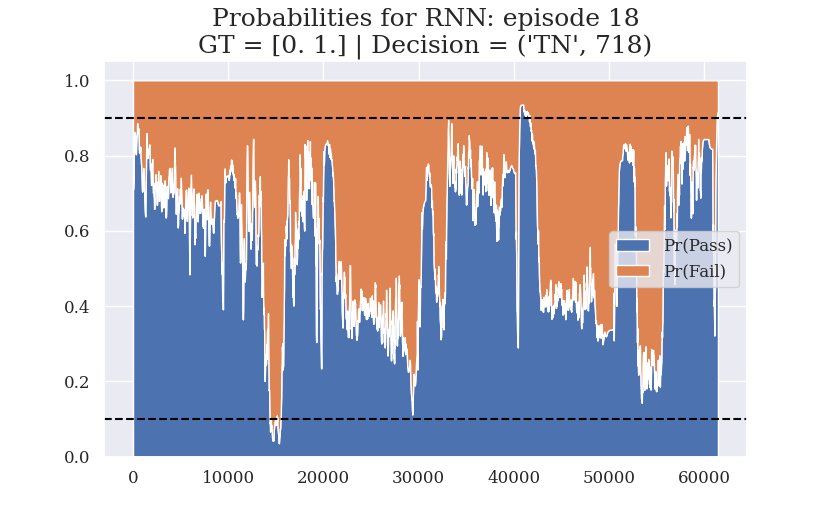 Probabilities for RNN: episode 18
GT = [0. 1.] | Decision = ('TN', 718)
1.0
0.8
0.6
0.4
0.2
0.0
Pr(Pass)
Pr(Fail)
0 10000 20000 30000 40000 50000 60000